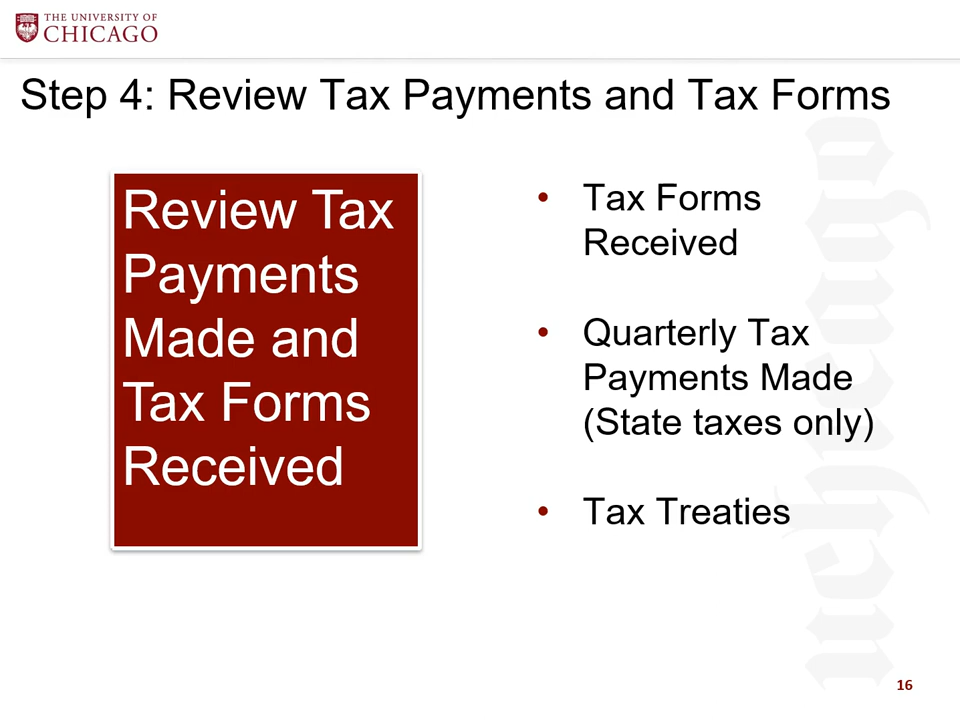 THE UNIVERSITY OF
CHICAGO
Step 4: Review Tax Payments and Tax Forms
Review Tax
Payments
Made and
Tax Forms
Received
• Tax Forms
Received
• Quarterly Tax
Payments Made
(State taxes only)
• Tax Treaties
uchicago
16